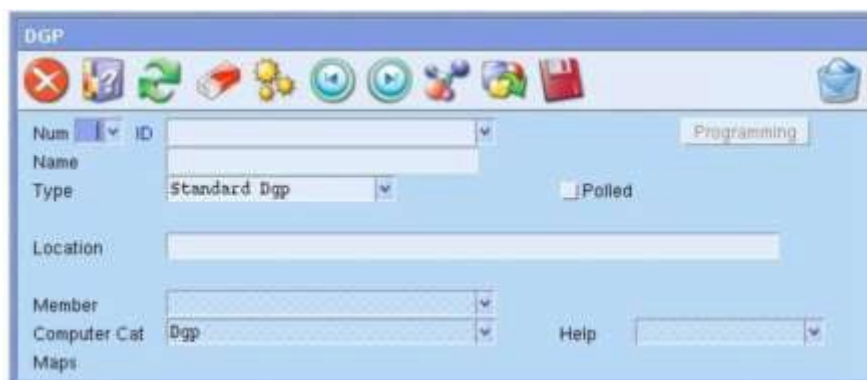 DGP
Num ID Programming
Name
Type Standard Dgp Polled
Location
Member
Computer Cat Dgp Help
Maps